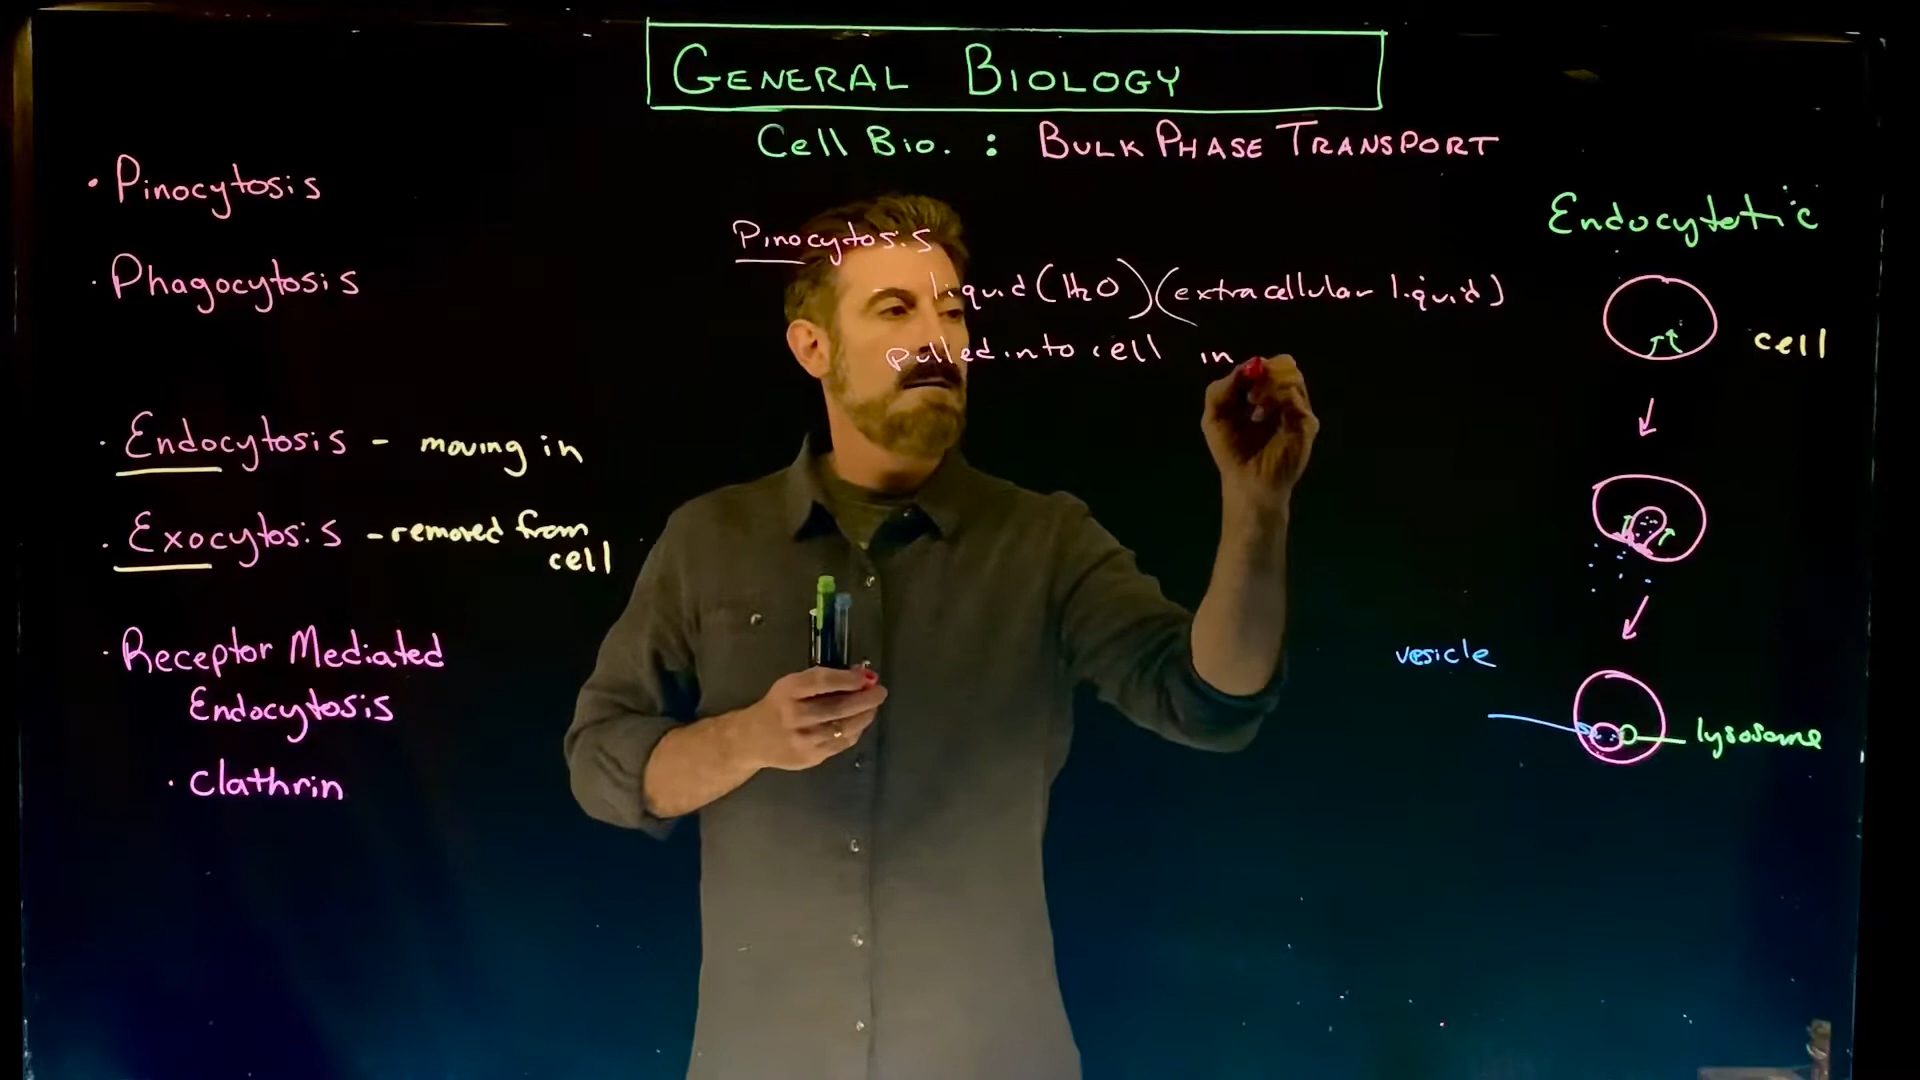 GENERAL BIOLOGY
Cell Bio. : BULK PHASE TRANSPORT
• Pinocytosis
• Phagocytosis
• Endocytosis - moving in
• Exocytosis - removed from
cell
• Receptor Mediated
Endocytosis
• Clathrin
Pinocytosis
- liquid (H2O) (extracellular liquid)
pulled into cell in
Endocytotic
cell
vesicle
lysosome